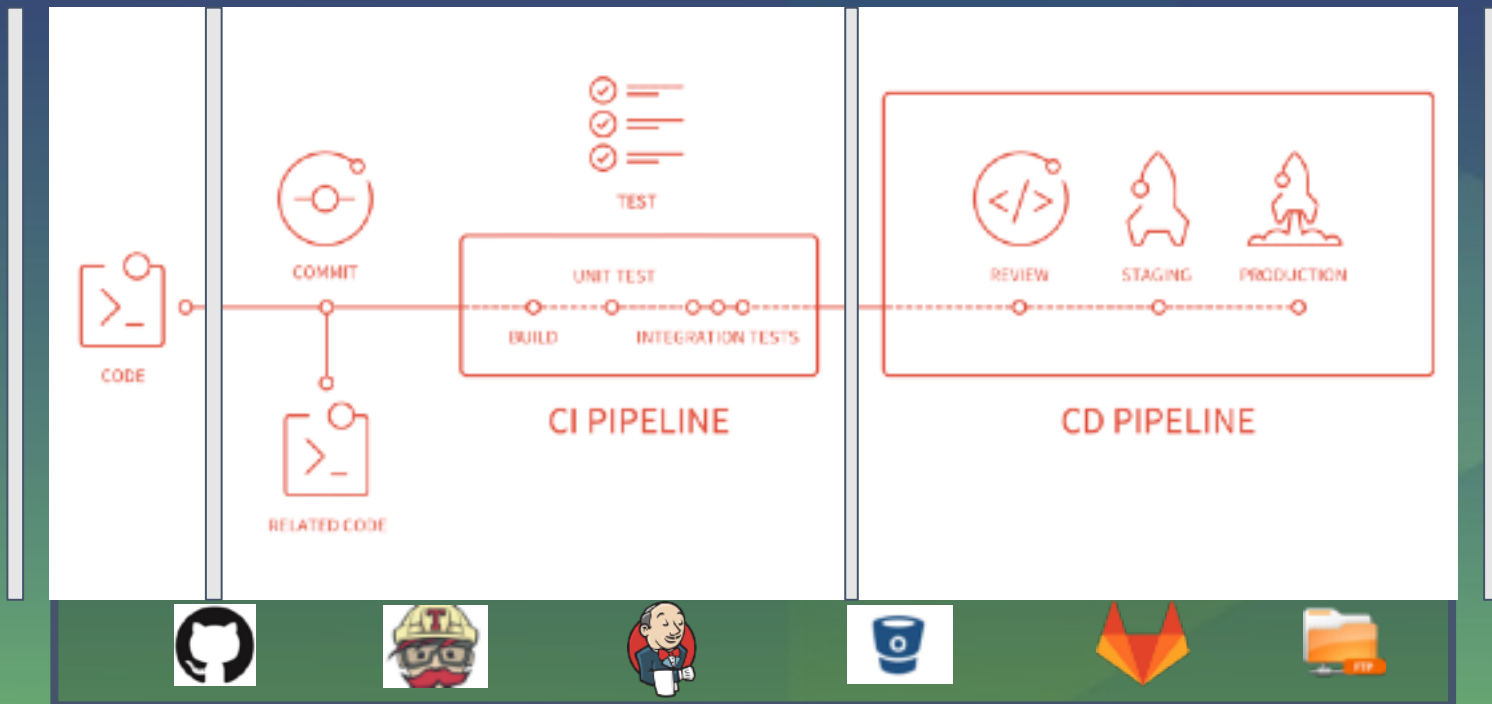 TEST
COMMIT
UNIT TEST
REVIEW
STAGING
PRODUCTION
BUILD
INTEGRATION TESTS
CODE
CI PIPELINE
CD PIPELINE
RELATED CODE
T
FTP